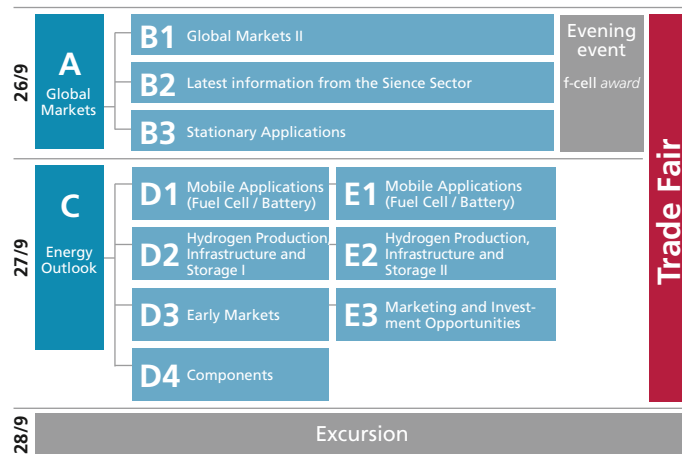 26/9
A
Global
Markets
B1 Global Markets II
B2 Latest information from the Sience Sector
B3 Stationary Applications
Evening
event
f-cell award
Trade Fair
27/9
C
Energy
Outlook
D1 Mobile Applications
(Fuel Cell / Battery)
E1 Mobile Applications
(Fuel Cell / Battery)
D2 Hydrogen Production,
Infrastructure and
Storage I
E2 Hydrogen Production,
Infrastructure and
Storage II
D3 Early Markets
E3 Marketing and Invest-
ment Opportunities
D4 Components
28/9
Excursion